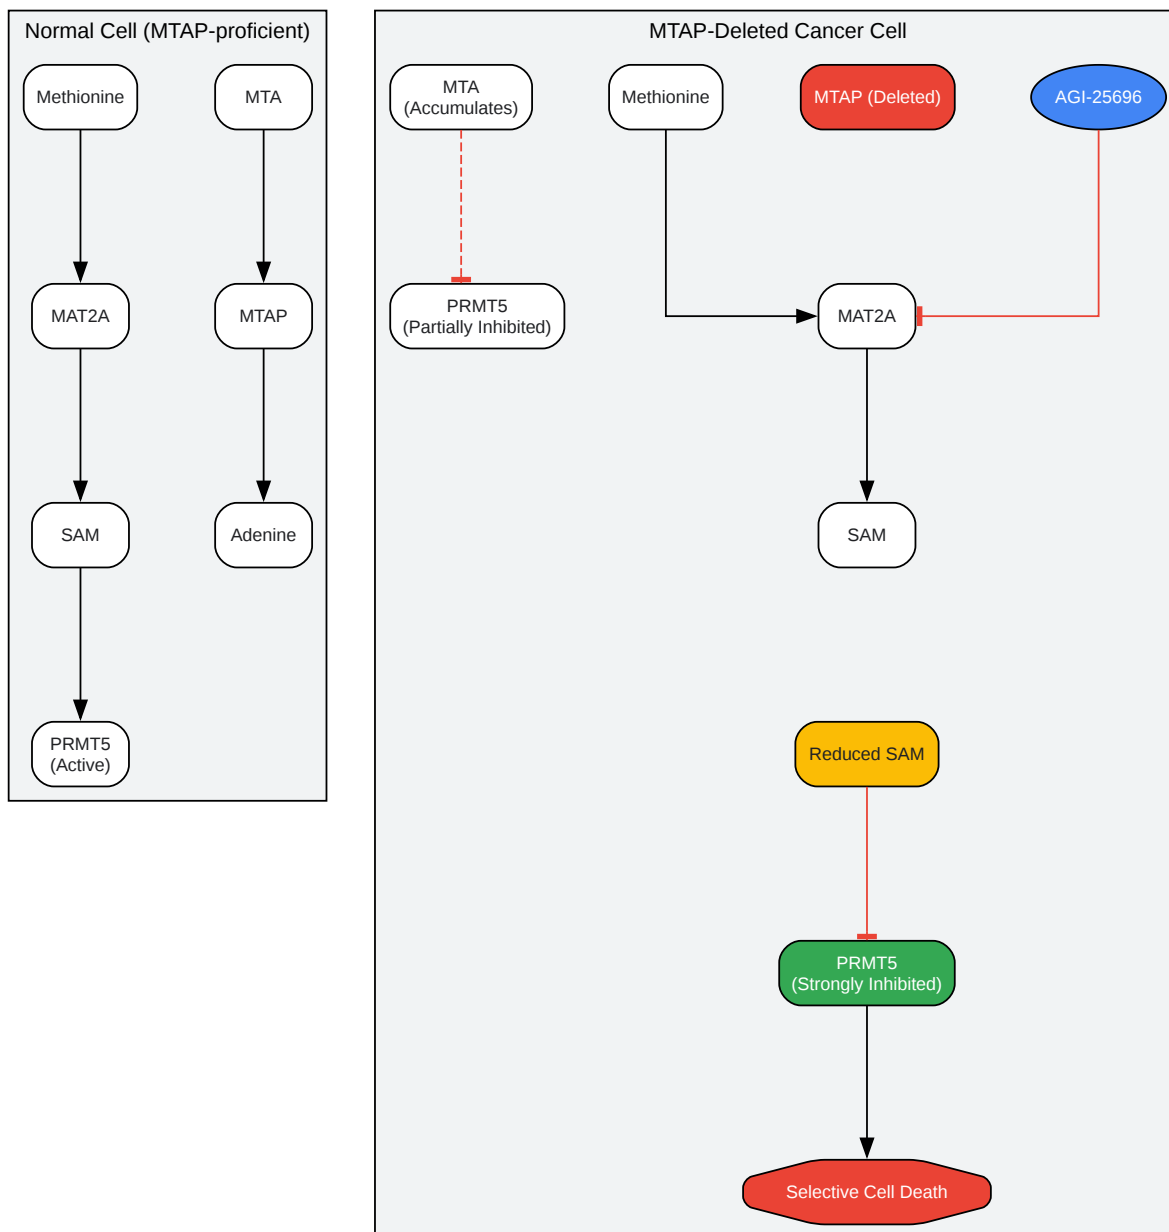 Normal Cell (MTAP-proficient)
Methionine
MTA
MAT2A
MTAP
SAM
Adenine
PRMT5
(Active)
MTAP-Deleted Cancer Cell
MTA
(Accumulates)
Methionine
MTAP (Deleted)
AGI-25696
PRMT5
(Partially Inhibited)
MAT2A
SAM
Reduced SAM
PRMT5
(Strongly Inhibited)
Selective Cell Death